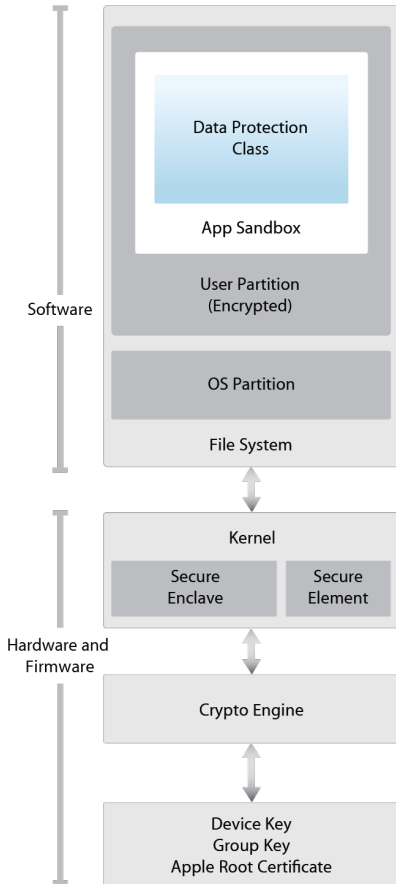 Data Protection
Class
App Sandbox
User Partition
(Encrypted)
Software
OS Partition
File System
Kernel
Secure
Enclave
Secure
Element
Hardware and
Firmware
Crypto Engine
Device Key
Group Key
Apple Root Certificate